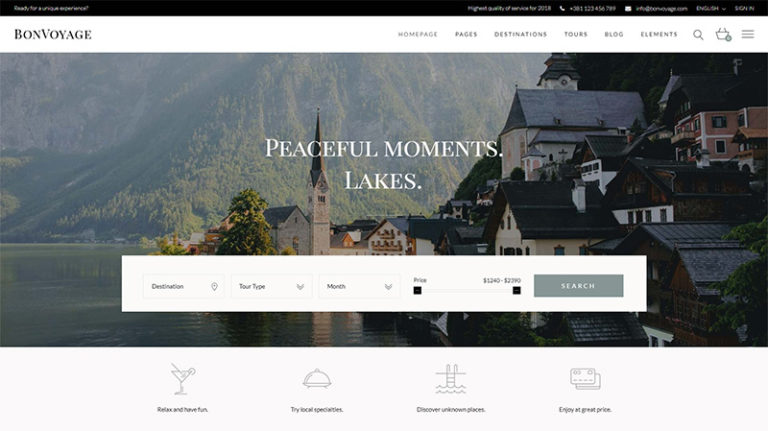 Ready for a unique experience?
Highest quality of service for 2018
+381 123 456 789
info@bonvoyage.com
ENGLISH
SIGN IN
BONVOYAGE
HOMEPAGE
PAGES
DESTINATIONS
TOURS
BLOG
ELEMENTS
0
PEACEFUL MOMENTS.
LAKES.
Destination
Tour Type
Month
Price
$1240 - $2390
SEARCH
Relax and have fun.
Try local specialties.
Discover unknown places.
Enjoy at great price.